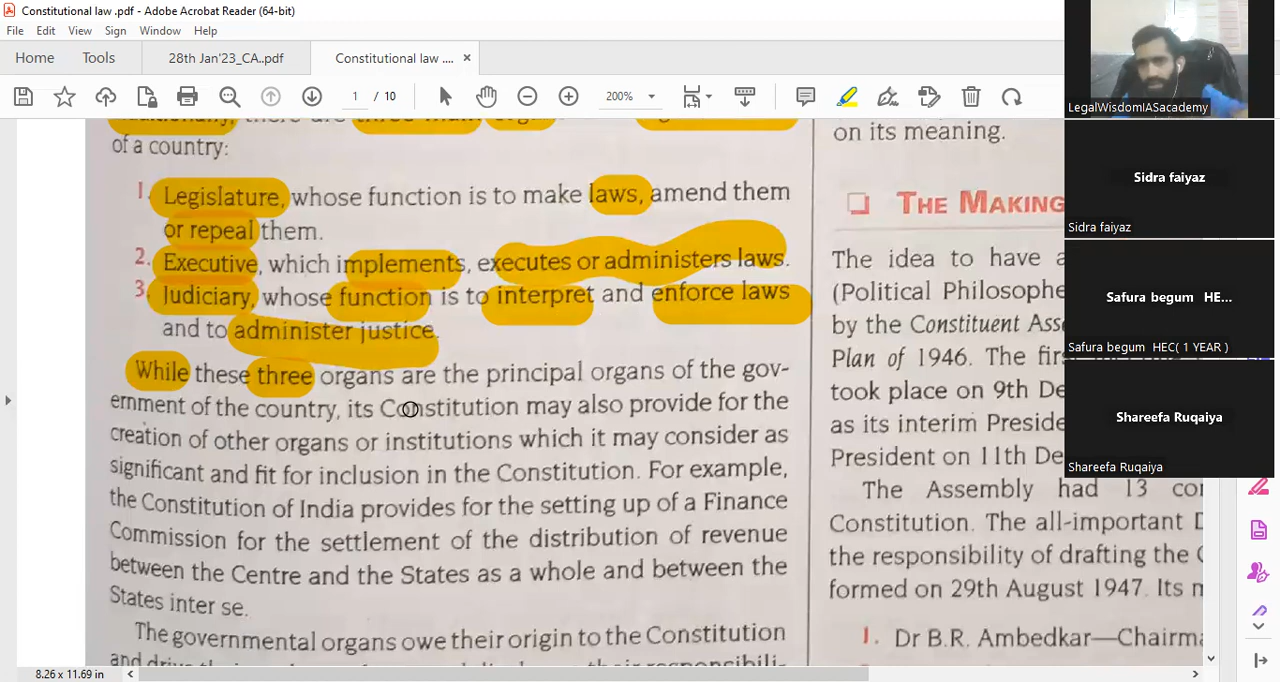 Constitutional law .pdf - Adobe Acrobat Reader (64-bit)
File Edit View Sign Window Help
Home Tools 28th Jan'23_CA..pdf Constitutional law .... ×
1 / 10 200%
of a country:
1. Legislature, whose function is to make laws, amend them
or repeal them.
2. Executive, which implements, executes or administers laws.
3. Judiciary, whose function is to interpret and enforce laws
and to administer justice.
While these three organs are the principal organs of the gov-
ernment of the country, its Constitution may also provide for the
creation of other organs or institutions which it may consider as
significant and fit for inclusion in the Constitution. For example,
the Constitution of India provides for the setting up of a Finance
Commission for the settlement of the distribution of revenue
between the Centre and the States as a whole and between the
States inter se.
The governmental organs owe their origin to the Constitution
on its meaning.
THE MAKING
The idea to have a
(Political Philosophe
by the Constituent Ass
Plan of 1946. The fir
took place on 9th De
as its interim Preside
President on 11th De
The Assembly had 13 co
Constitution. The all-important D
the responsibility of drafting the
formed on 29th August 1947. Its
1. Dr B.R. Ambedkar—Chairma
8.26 x 11.69 in
LegalWisdomIASacademy
Sidra faiyaz
Sidra faiyaz
Safura begum HE...
Safura begum HEC( 1 YEAR )
Shareefa Ruqaiya
Shareefa Ruqaiya